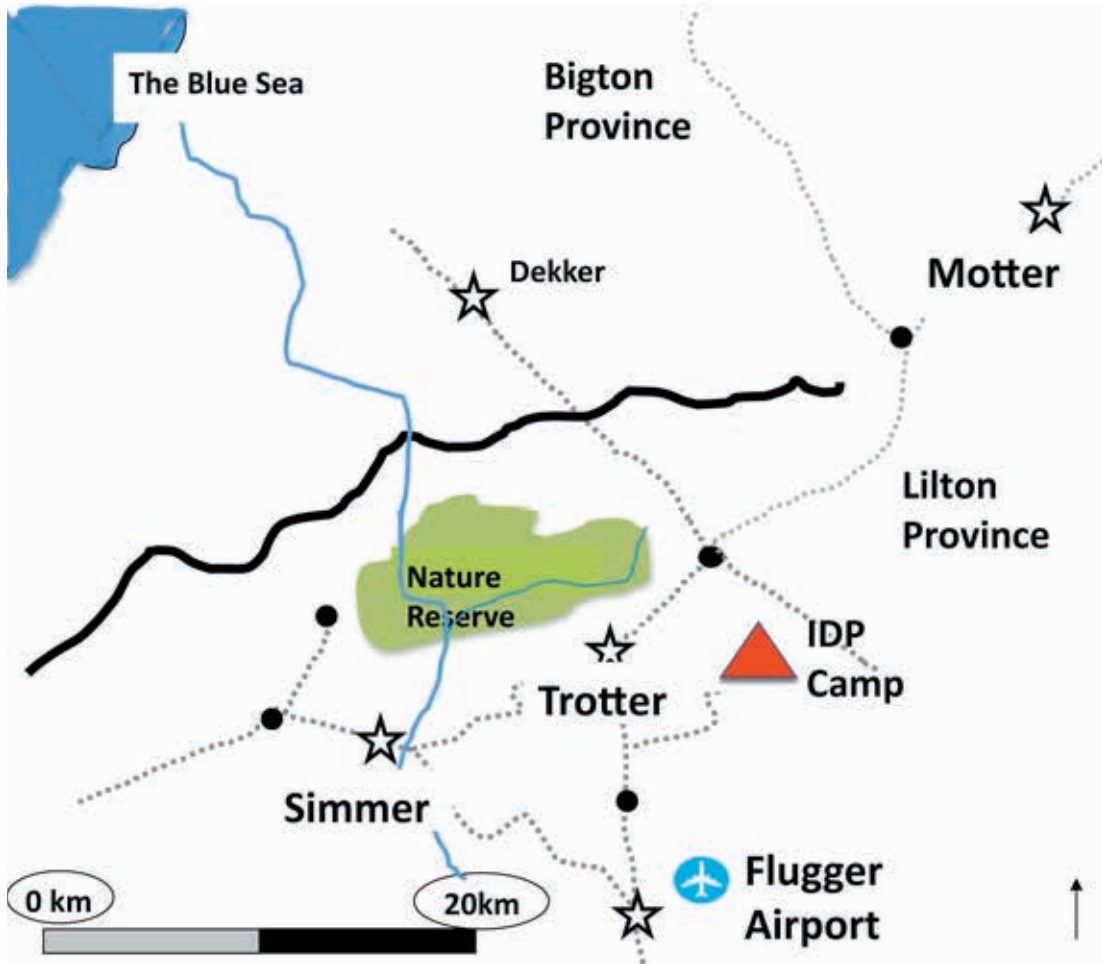 The Blue Sea
Bigton
Province
Motter
Dekker
Lilton
Province
Nature
Reserve
IDP
Camp
Trotter
Simmer
Flugger
Airport
0 km
20km